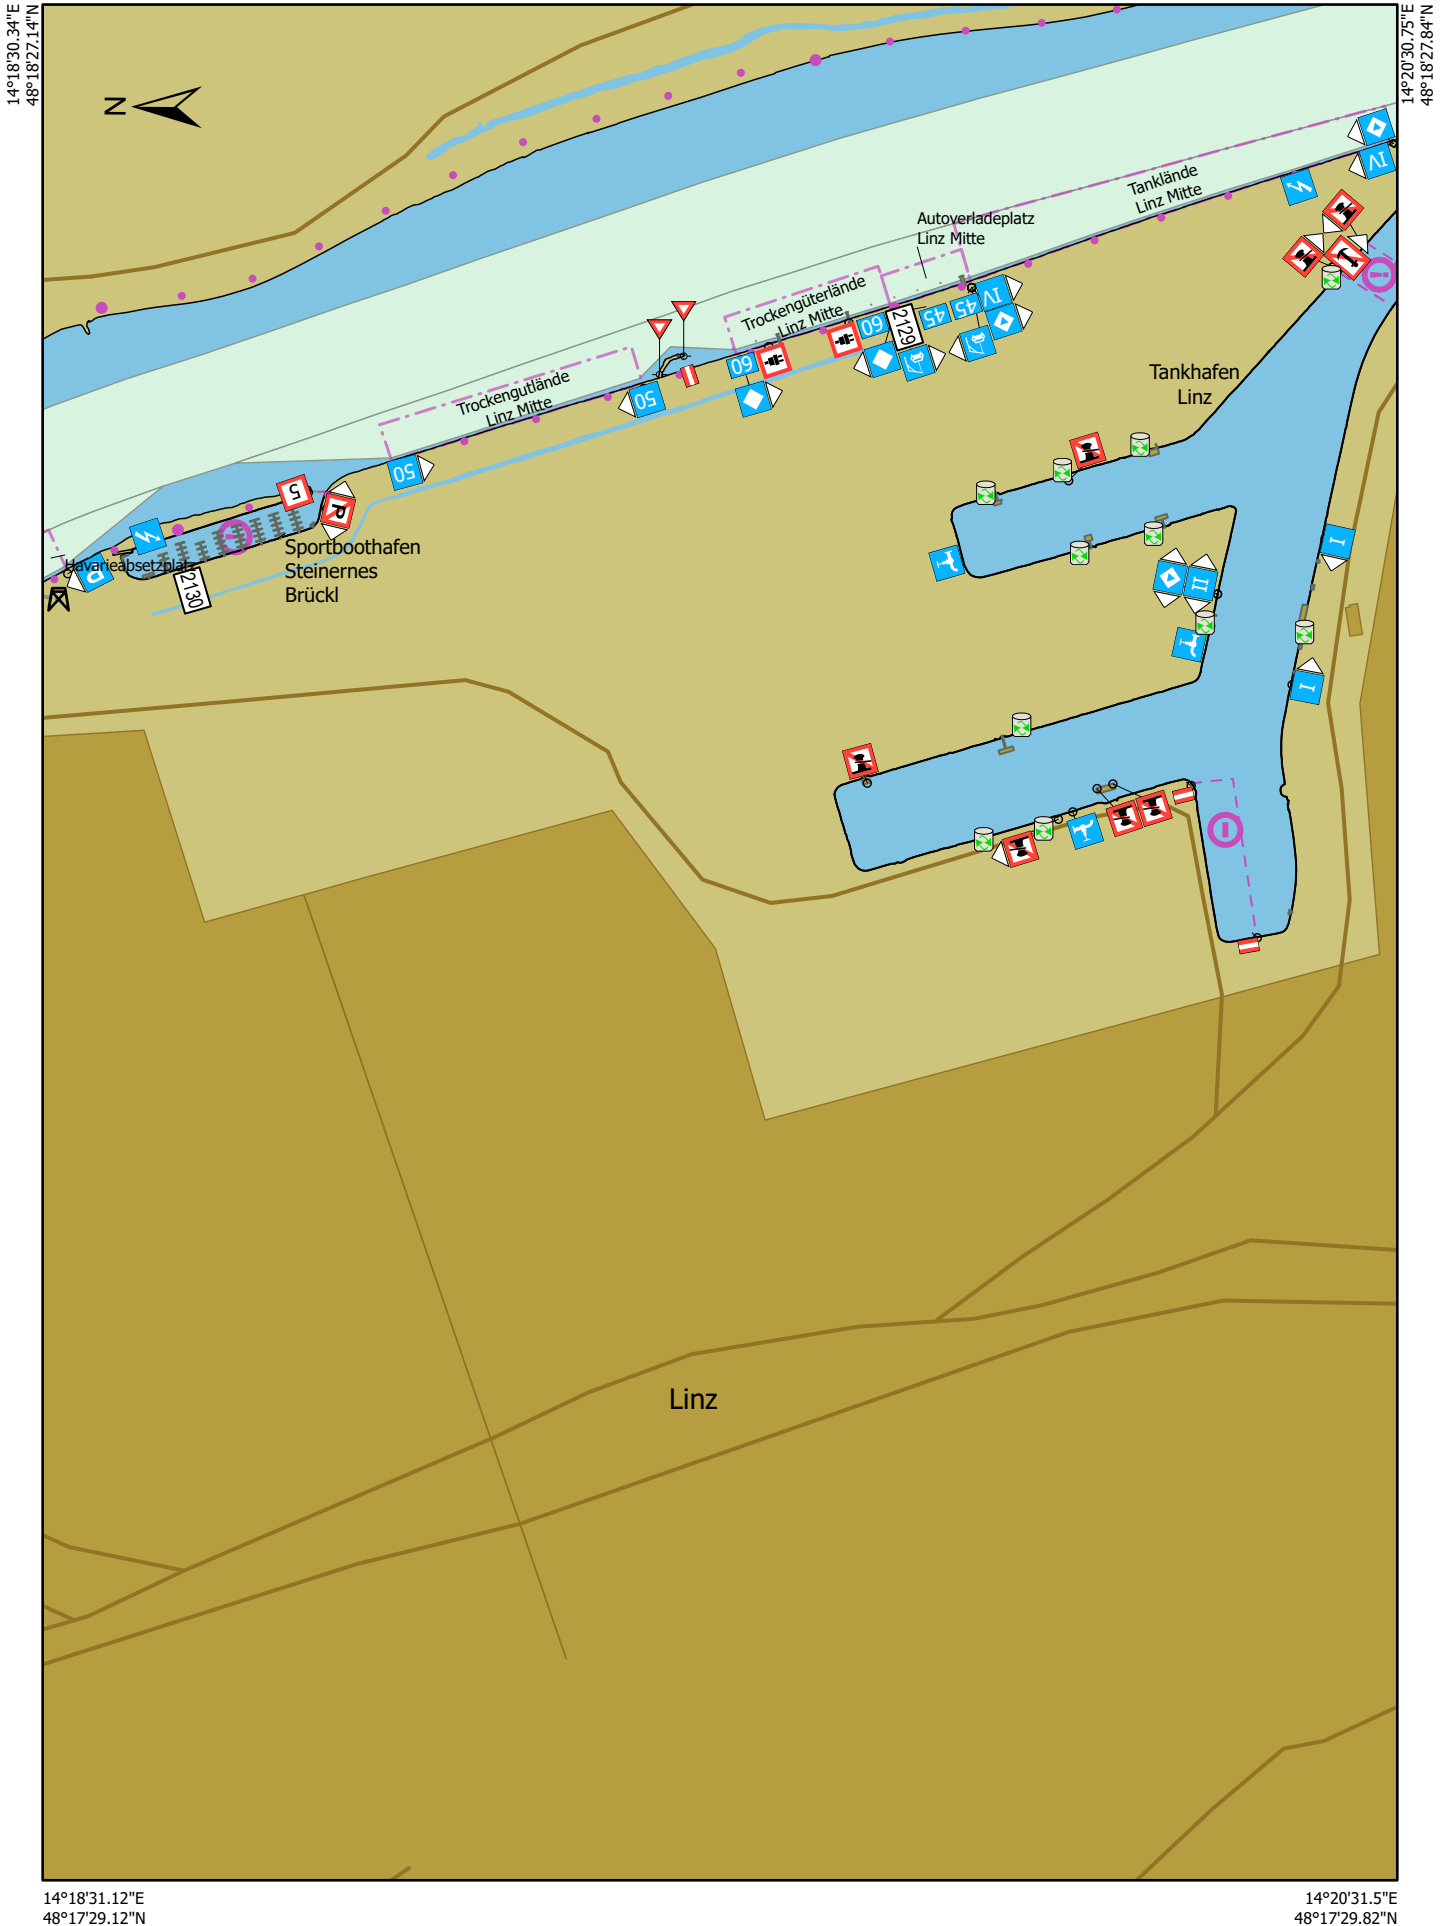 14°18'30.34"E
48°18'27.14"N
14°20'30.75"E
48°18'27.84"N
N
IV
Tanklände
Linz Mitte
Autoverladeplatz
Linz Mitte
Trockengüterlände
Linz Mitte
IV
45
45
2129
60
60
Tankhafen
Linz
Trockengutlände
Linz Mitte
50
50
5
P
Sportboothafen
Steinernes
Brückl
Havarieabsetzplatz
P
2130
I
II
I
Linz
14°18'31.12"E
48°17'29.12"N
14°20'31.5"E
48°17'29.82"N